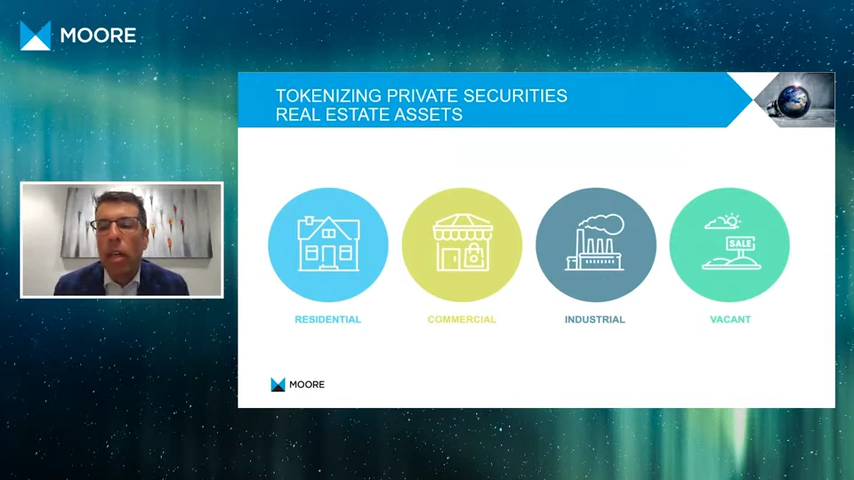 MOORE
TOKENIZING PRIVATE SECURITIES
REAL ESTATE ASSETS
SALE
RESIDENTIAL
COMMERCIAL
INDUSTRIAL
VACANT
MOORE